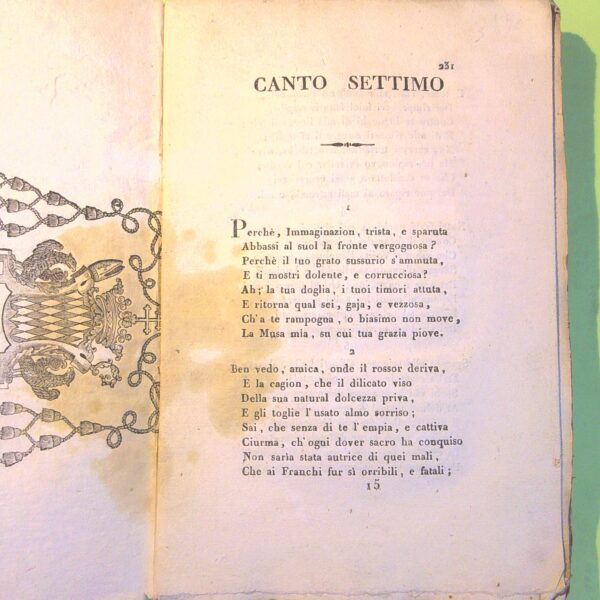 231
CANTO SETTIMO
1
Perchè, Immaginazion, trista, e sparuta
Abbassi al suol la fronte vergognosa?
Perchè il tuo grato sussurio s'aminuta,
E ti mostri dolente, e corrucciosa?
Ah; la tua doglia, i tuoi timori attuta,
E ritorna qual sei, gaja, e vezzosa,
Ch'a te rampogna, o biasimo non move,
La Musa mia, su cui tua grazia piove.
2
Ben vedo, amica, onde il rossor deriva,
E la cagion, che il dilicato viso
Della sua natural dolcezza priva,
E gli toglie l'usato almo sorriso;
Sai, che senza di te l'empia, e cattiva
Ciurma, ch'ogni dover sacro ha conquiso
Non sarìa stata autrice di quei mali,
Che ai Franchi fur sì orribili, e fatali;
15